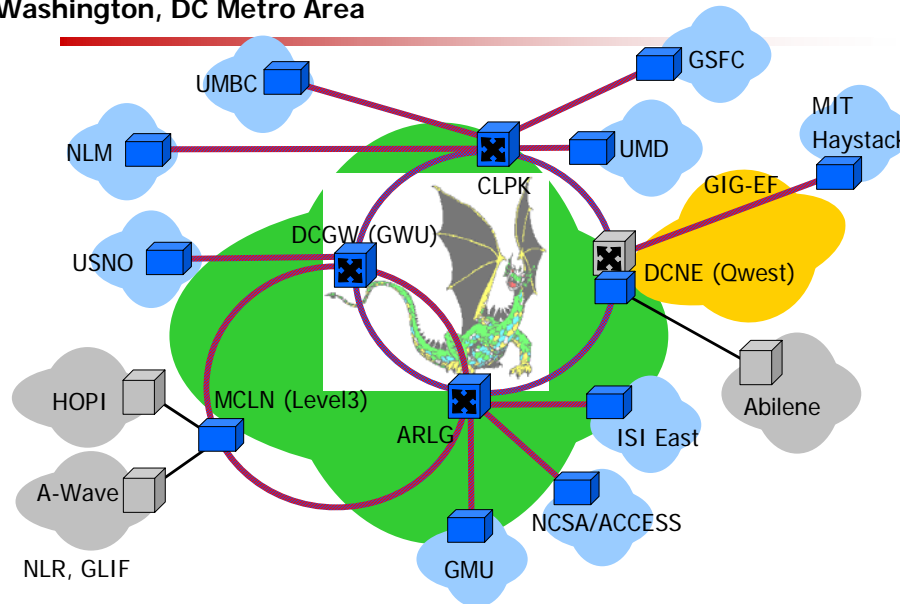 Washington, DC Metro Area
UMBC
GSFC
MIT
Haystack
NLM
UMD
CLPK
GIG-EF
DCGW (GWU)
USNO
DCNE (Qwest)
HOPI
MCLN (Level3)
Abilene
ARLG
ISI East
A-Wave
NCSA/ACCESS
NLR, GLIF
GMU